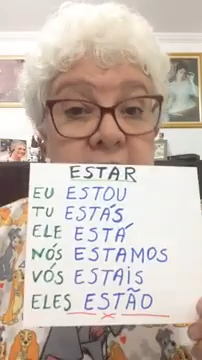 ESTAR
EU ESTOU
TU ESTÁS
ELE ESTÁ
NÓS ESTAMOS
VÓS ESTAIS
ELES ESTÃO